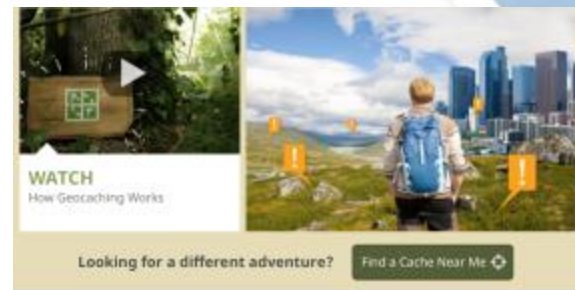 WATCH
How Geocaching Works
Looking for a different adventure? Find a Cache Near Me